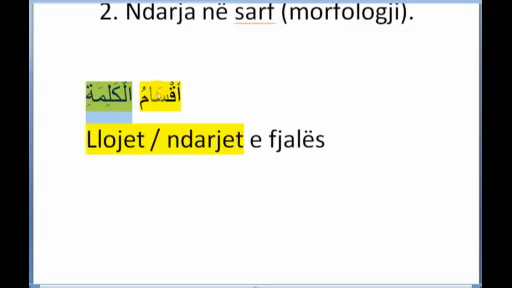 2. Ndarja në sarf (morfologji).
أَقْسَامُ الْكَلِمَةِ
Llojet / ndarjet e fjalës